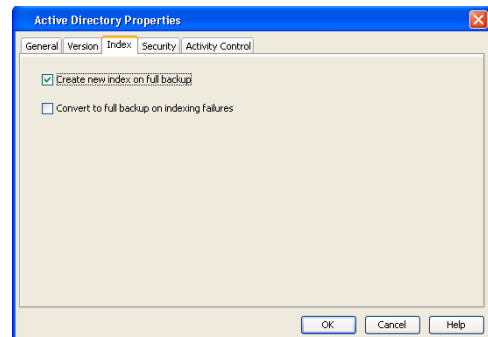 Active Directory Properties
General Version Index Security Activity Control
Create new index on full backup
Convert to full backup on indexing failures
OK Cancel Help